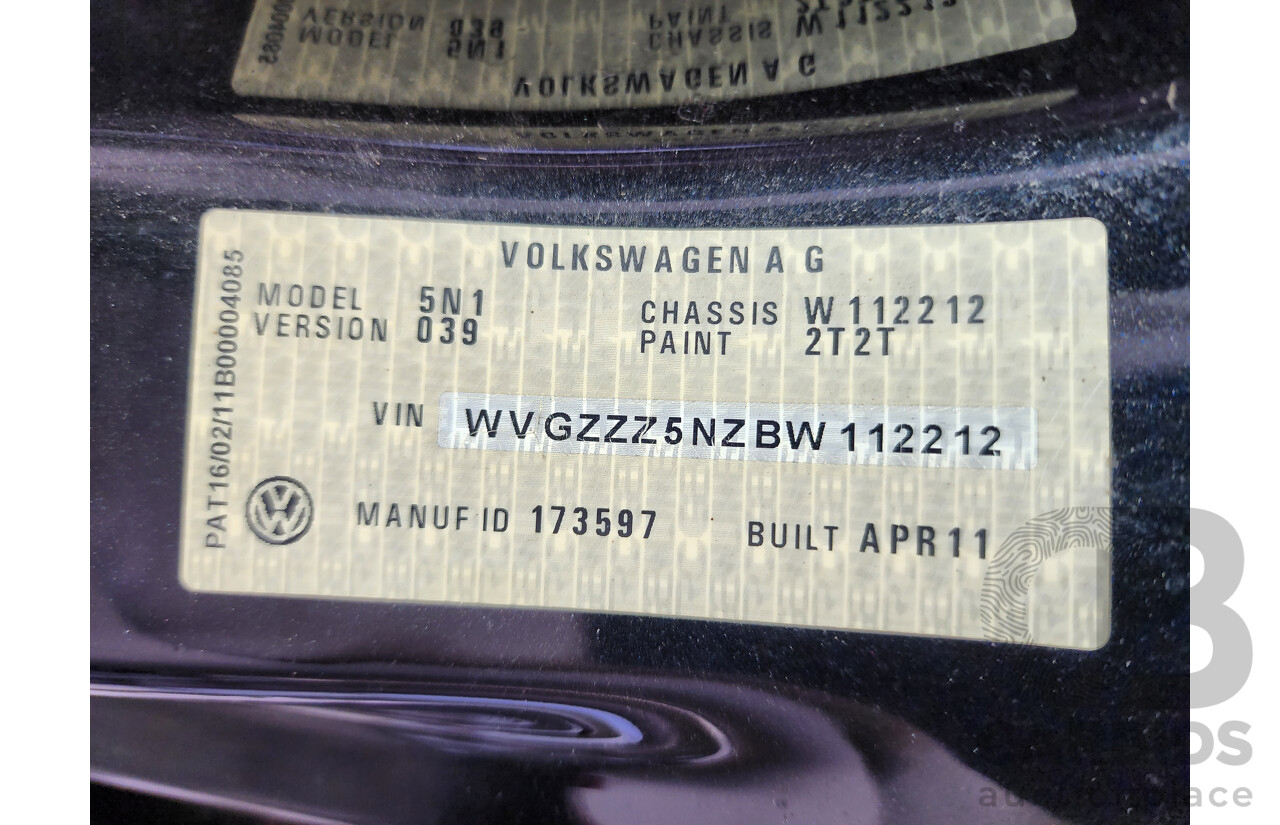 VOLKSWAGEN A G
MODEL 5N1
VERSION 039
CHASSIS W112212
PAINT 2T2T
VIN WVGZZZ5NZBW112212
MANUF ID 173597
BUILT APR11
PAT16/02/11B00004085